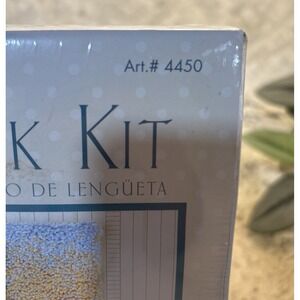 Art.# 4450
K KIT
O DE LENGÜETA